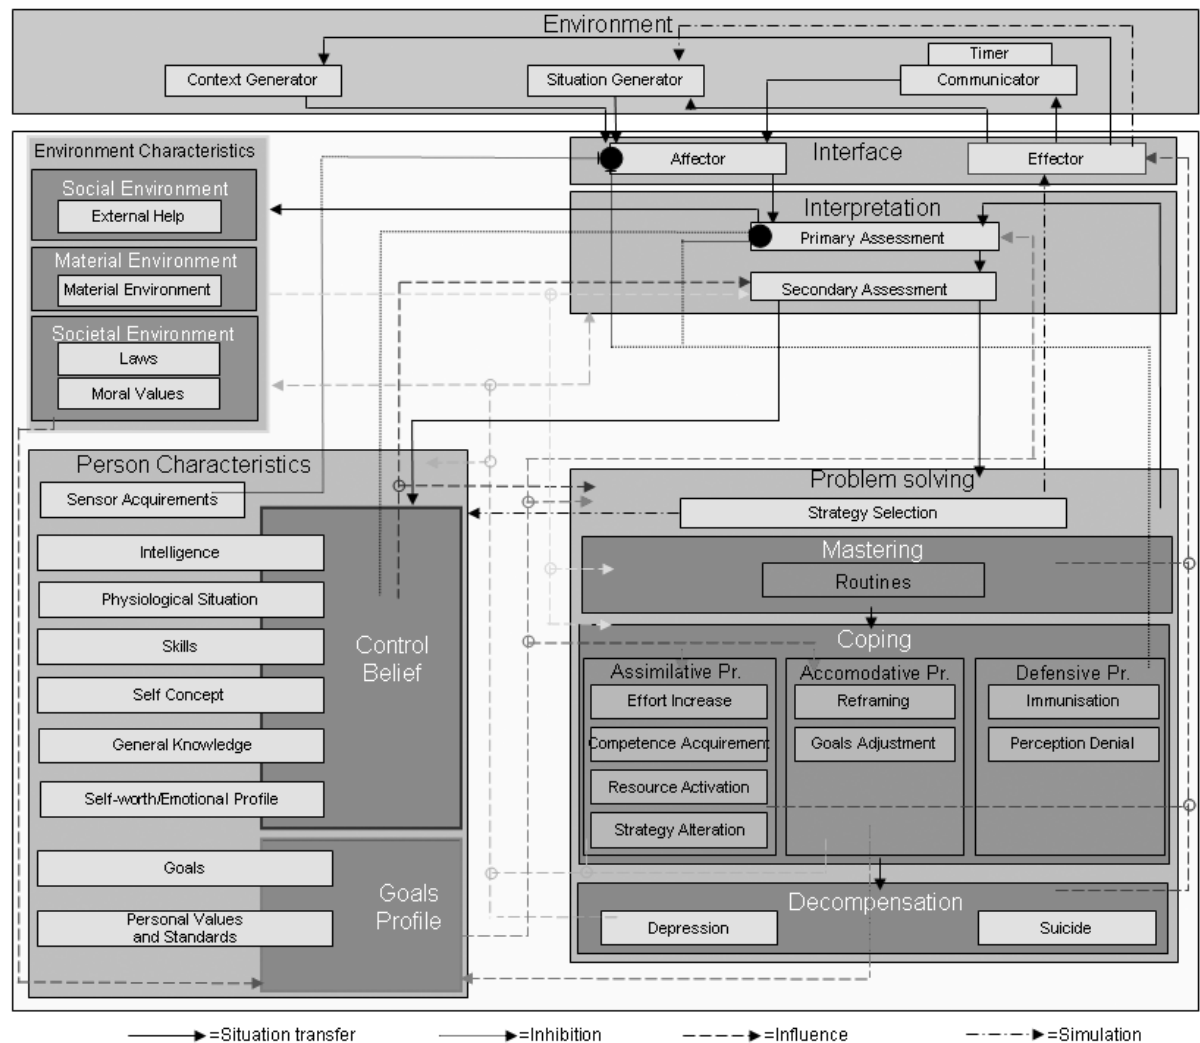 Environment
Timer
Context Generator
Situation Generator
Communicator
Environment Characteristics
Social Environment
External Help
Material Environment
Material Environment
Societal Environment
Laws
Moral Values
Affector
Interface
Effector
Interpretation
Primary Assessment
Secondary Assessment
Person Characteristics
Sensor Acquirements
Intelligence
Physiological Situation
Skills
Self Concept
General Knowledge
Self-worth/Emotional Profile
Control
Belief
Goals
Personal Values
and Standards
Goals
Profile
Problem solving
Strategy Selection
Mastering
Routines
Coping
Assimilative Pr.
Effort Increase
Competence Acquirement
Resource Activation
Strategy Alteration
Accomodative Pr.
Reframing
Goals Adjustment
Defensive Pr.
Immunisation
Perception Denial
Decompensation
Depression
Suicide
=Situation transfer
=Inhibition
=Influence
=Simulation